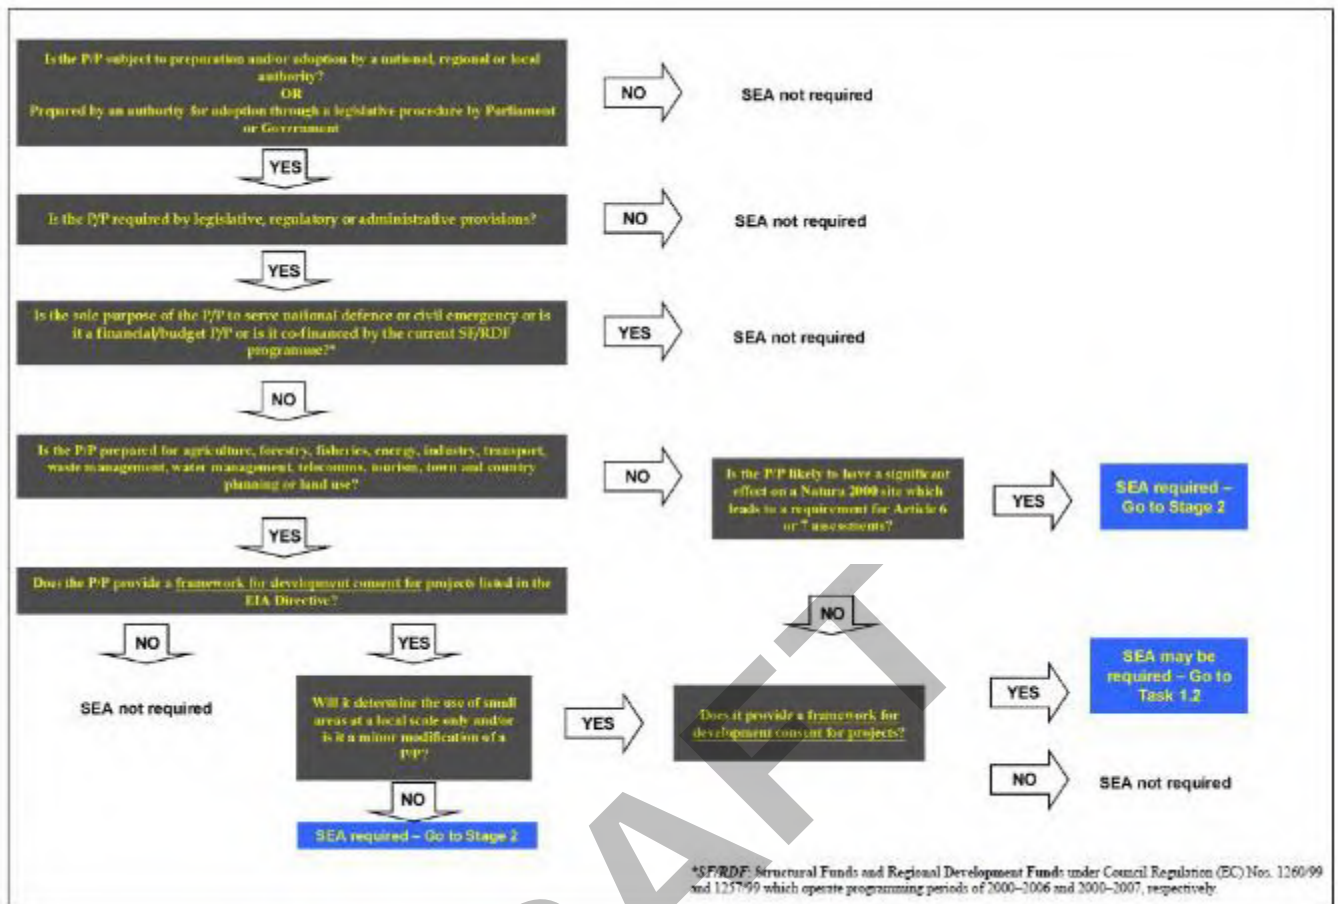 Is the P/P subject to preparation and/or adoption by a national, regional or local
authority?
OR
Prepared by an authority for adoption through a legislative procedure by Parliament
or Government
NO
SEA not required
YES
Is the P/P required by legislative, regulatory or administrative provisions?
NO
SEA not required
YES
Is the sole purpose of the P/P to serve national defence or civil emergency or is
it a financial/budget P/P or is it co-financed by the current SF/RDF
programme?*
YES
SEA not required
NO
Is the P/P prepared for agriculture, forestry, fisheries, energy, industry, transport,
waste management, water management, telecomms, tourism, town and country
planning or land use?
NO
Is the P/P likely to have a significant
effect on a Natura 2000 site which
leads to a requirement for Article 6
or 7 assessments?
YES
SEA required –
Go to Stage 2
YES
Does the P/P provide a framework for development consent for projects listed in the
EIA Directive?
NO
NO
YES
SEA not required
Will it determine the use of small
areas at a local scale only and/or
is it a minor modification of a
P/P?
YES
Does it provide a framework for
development consent for projects?
YES
SEA may be
required – Go to
Task 1.2
NO
SEA not required
NO
SEA required – Go to Stage 2
*SF/RDF: Structural Funds and Regional Development Funds under Council Regulation (EC) Nos. 1260/99
and 1257/99 which operate programming periods of 2000–2006 and 2000–2007, respectively.
DRAFT